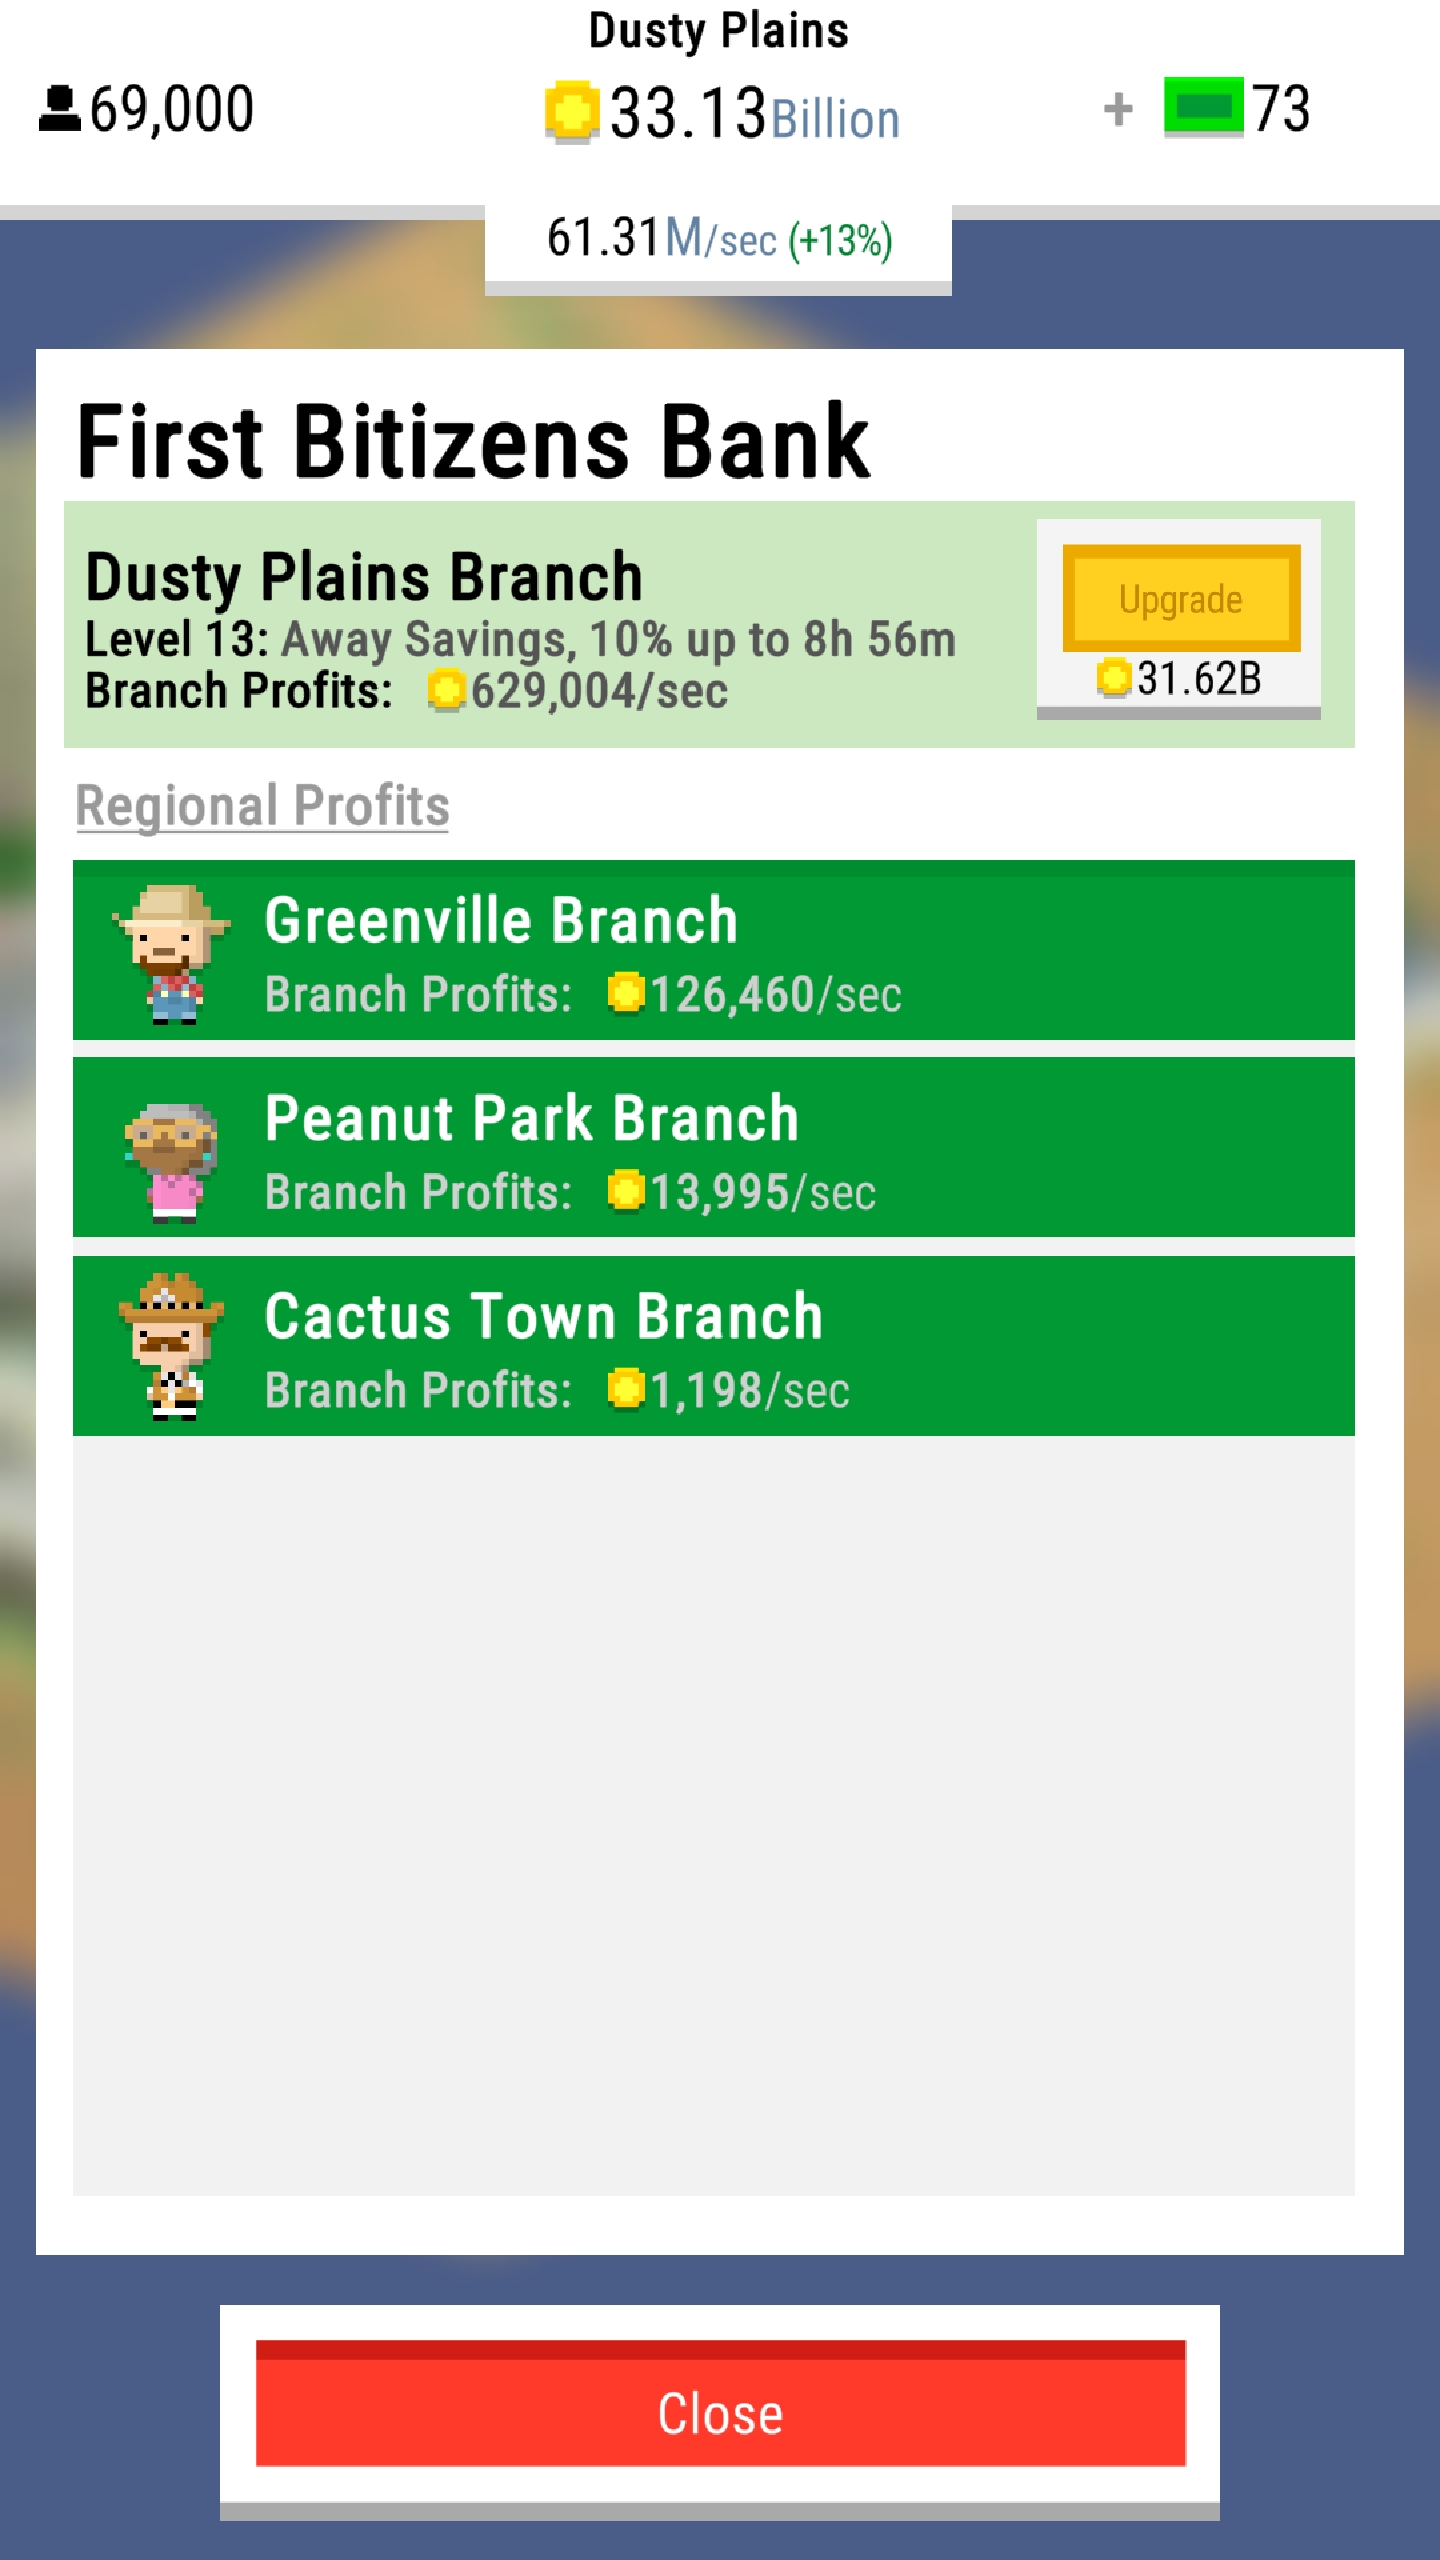 Dusty Plains
69,000
33.13Billion
+ 73
61.31M/sec (+13%)
First Bitizens Bank
Dusty Plains Branch
Level 13: Away Savings, 10% up to 8h 56m
Branch Profits: 629,004/sec
Upgrade
31.62B
Regional Profits
Greenville Branch
Branch Profits: 126,460/sec
Peanut Park Branch
Branch Profits: 13,995/sec
Cactus Town Branch
Branch Profits: 1,198/sec
Close